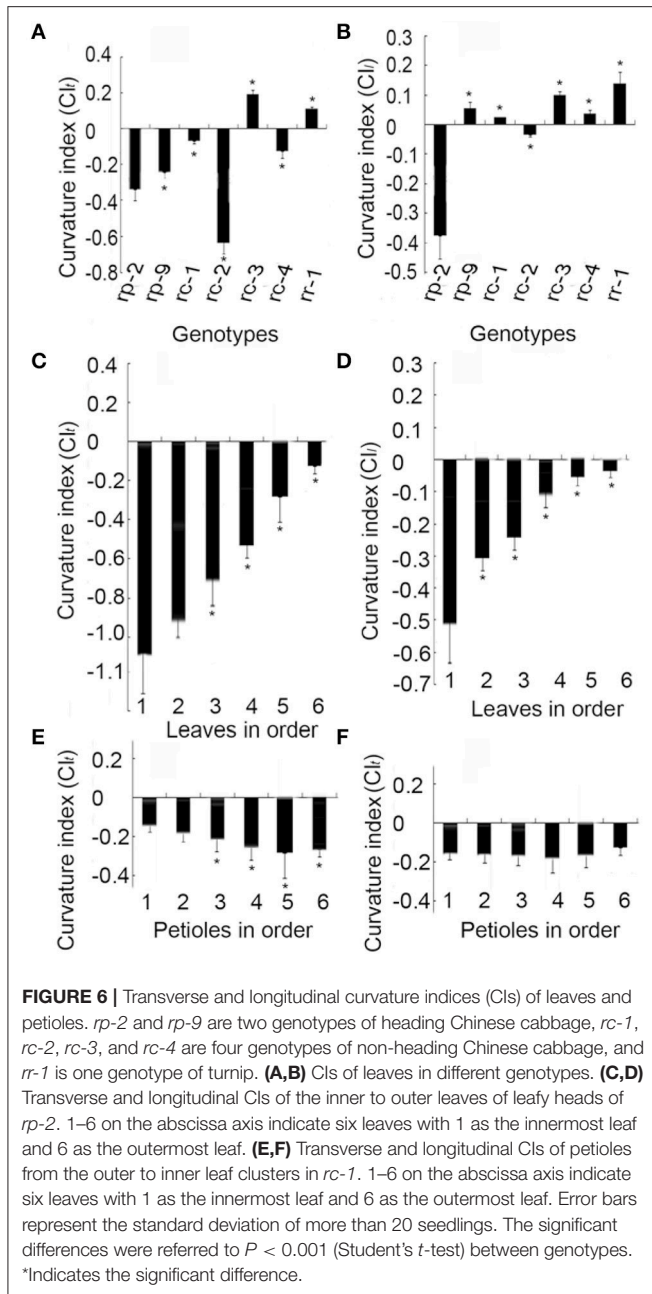 A
Curvature index (CIt)
0.4
0.2
0
-0.2
-0.4
-0.6
-0.8
rp-2 rp-9 rc-1 rc-2 rc-3 rc-4 rr-1
* * * * * *
Genotypes
B
Curvature index (CIl)
0.3
0.2
0.1
0
-0.1
-0.2
-0.3
-0.4
-0.5
rp-2 rp-9 rc-1 rc-2 rc-3 rc-4 rr-1
* * * * * *
Genotypes
C
Curvature index (CIt)
0.4
0.2
0
-0.2
-0.4
-0.6
-0.8
-1.0
-1.1
* * * *
1 2 3 4 5 6
Leaves in order
D
Curvature index (CIl)
0.3
0.2
0.1
0
-0.1
-0.2
-0.3
-0.4
-0.5
-0.6
-0.7
* * * * *
1 2 3 4 5 6
Leaves in order
E
Curvature index (CIt)
0.2
0
-0.2
-0.4
* * * *
1 2 3 4 5 6
Petioles in order
F
Curvature index (CIt)
0.2
0
-0.2
-0.4
1 2 3 4 5 6
Petioles in order
FIGURE 6 | Transverse and longitudinal curvature indices (CIs) of leaves and
petioles. rp-2 and rp-9 are two genotypes of heading Chinese cabbage, rc-1,
rc-2, rc-3, and rc-4 are four genotypes of non-heading Chinese cabbage, and
rr-1 is one genotype of turnip. (A,B) CIs of leaves in different genotypes. (C,D)
Transverse and longitudinal CIs of the inner to outer leaves of leafy heads of
rp-2. 1–6 on the abscissa axis indicate six leaves with 1 as the innermost leaf
and 6 as the outermost leaf. (E,F) Transverse and longitudinal CIs of petioles
from the outer to inner leaf clusters in rc-1. 1–6 on the abscissa axis indicate
six leaves with 1 as the innermost leaf and 6 as the outermost leaf. Error bars
represent the standard deviation of more than 20 seedlings. The significant
differences were referred to P < 0.001 (Student's t-test) between genotypes.
*Indicates the significant difference.